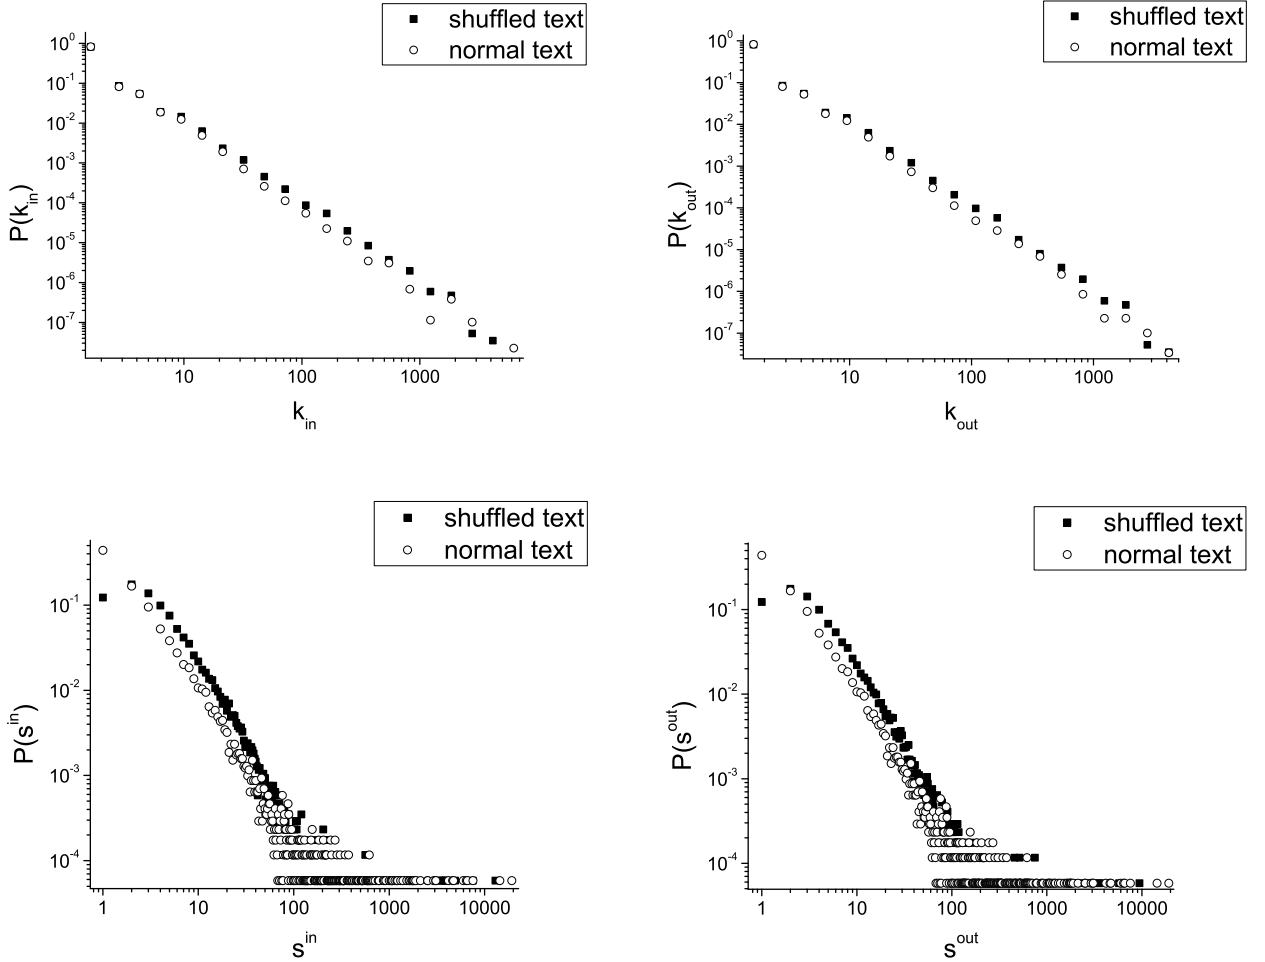 shuffled text
normal text
10^0
10^-1
10^-2
10^-3
10^-4
10^-5
10^-6
10^-7
P(k_in)
10
100
1000
k_in
shuffled text
normal text
10^0
10^-1
10^-2
10^-3
10^-4
10^-5
10^-6
10^-7
P(k_out)
10
100
1000
k_out
shuffled text
normal text
10^-1
10^-2
10^-3
10^-4
P(s^in)
1
10
100
1000
10000
s^in
shuffled text
normal text
10^-1
10^-2
10^-3
10^-4
P(s^out)
1
10
100
1000
10000
s^out